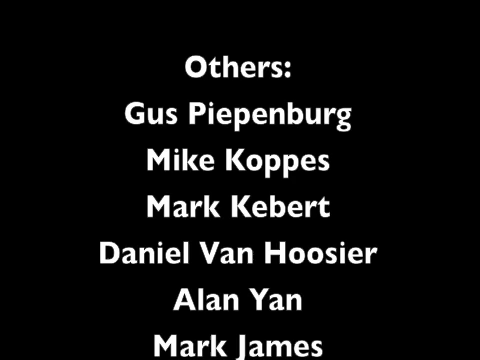 Others:
Gus Piepenburg
Mike Koppes
Mark Kebert
Daniel Van Hoosier
Alan Yan
Mark James